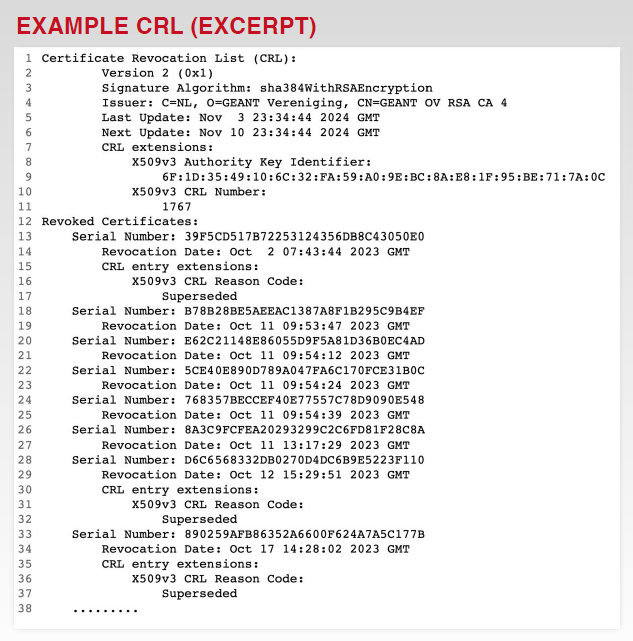 EXAMPLE CRL (EXCERPT)
1 Certificate Revocation List (CRL):
2 Version 2 (0x1)
3 Signature Algorithm: sha384WithRSAEncryption
4 Issuer: C=NL, O=GEANT Vereniging, CN=GEANT OV RSA CA 4
5 Last Update: Nov 3 23:34:44 2024 GMT
6 Next Update: Nov 10 23:34:44 2024 GMT
7 CRL extensions:
8 X509v3 Authority Key Identifier:
9 6F:1D:35:49:10:6C:32:FA:59:A0:9E:BC:8A:E8:1F:95:BE:71:7A:0C
10 X509v3 CRL Number:
11 1767
12 Revoked Certificates:
13 Serial Number: 39F5CD517B72253124356DB8C43050E0
14 Revocation Date: Oct 2 07:43:44 2023 GMT
15 CRL entry extensions:
16 X509v3 CRL Reason Code:
17 Superseded
18 Serial Number: B78B28BE5AEEAC1387A8F1B295C9B4EF
19 Revocation Date: Oct 11 09:53:47 2023 GMT
20 Serial Number: E62C21148E86055D9F5A81D36B0EC4AD
21 Revocation Date: Oct 11 09:54:12 2023 GMT
22 Serial Number: 5CE40E890D789A047FA6C170FCE31B0C
23 Revocation Date: Oct 11 09:54:24 2023 GMT
24 Serial Number: 768357BECCEF40E77557C78D9090E548
25 Revocation Date: Oct 11 09:54:39 2023 GMT
26 Serial Number: 8A3C9FCFEA20293299C2C6FD81F28C8A
27 Revocation Date: Oct 11 13:17:29 2023 GMT
28 Serial Number: D6C6568332DB0270D4DC6B9E5223F110
29 Revocation Date: Oct 12 15:29:51 2023 GMT
30 CRL entry extensions:
31 X509v3 CRL Reason Code:
32 Superseded
33 Serial Number: 890259AFB86352A6600F624A7A5C177B
34 Revocation Date: Oct 17 14:28:02 2023 GMT
35 CRL entry extensions:
36 X509v3 CRL Reason Code:
37 Superseded
38 .........